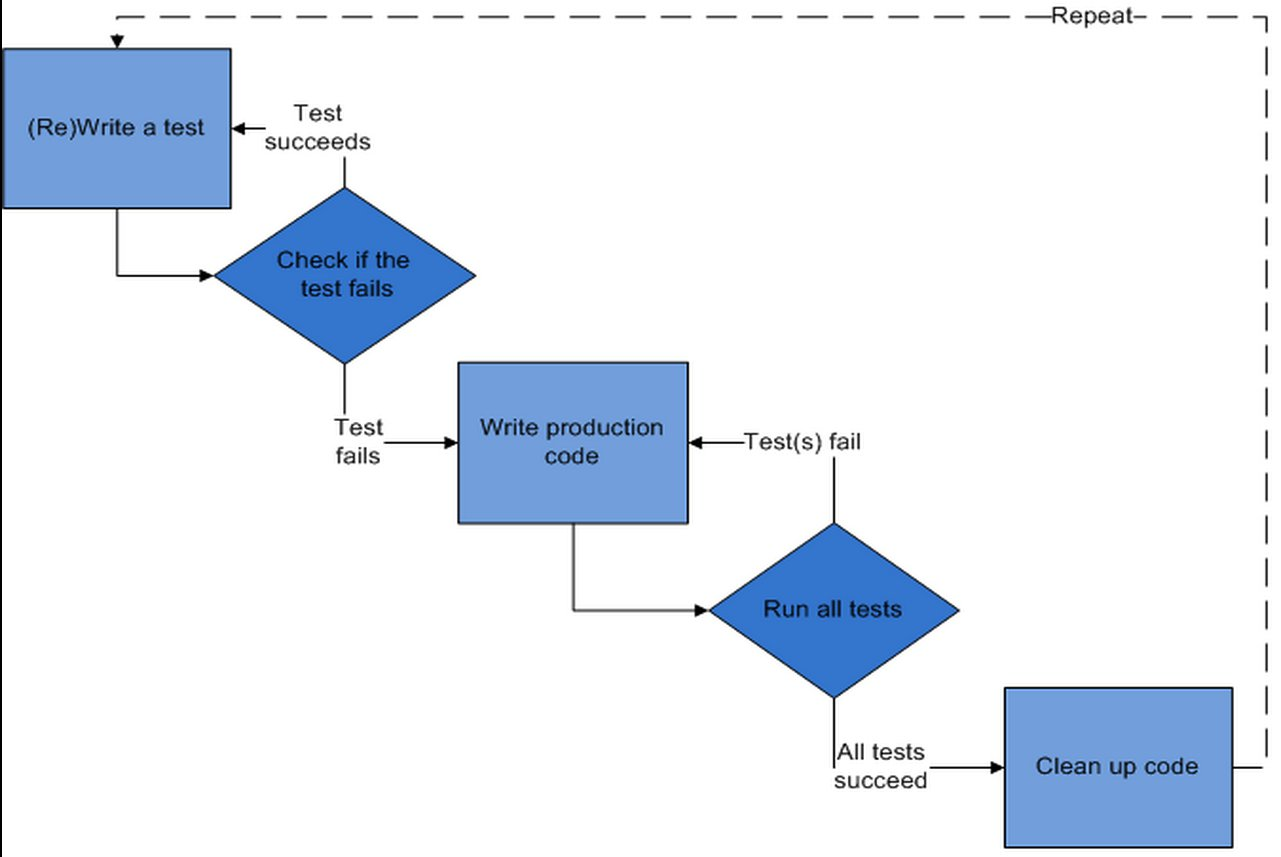 Repeat
(Re)Write a test
Test
succeeds
Check if the
test fails
Test
fails
Write production
code
Test(s) fail
Run all tests
All tests
succeed
Clean up code